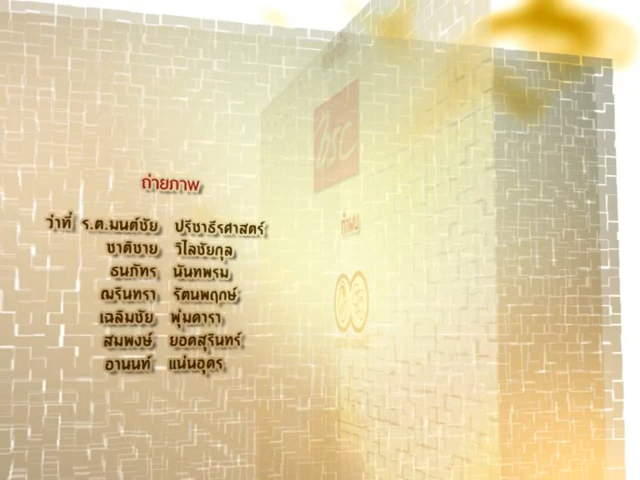 bsc
ถ่ายภาพ
ว่าที่ ร.ต.มนต์ชัย ปรีชาธีรศาสตร์
ชาติชาย วิไลชัยกุล
ธนภัทร นันทพรม
ฌรินทรา รัตนพฤกษ์
เฉลิมชัย พุ่มดารา
สมพงษ์ ยอดสุรินทร์
อานนท์ แน่นอุดร